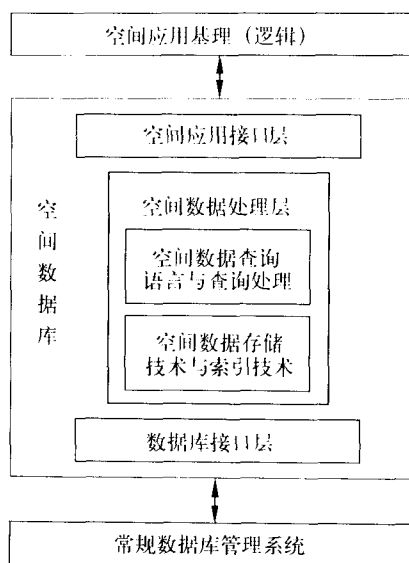 空间应用基理（逻辑）
空间应用接口层
空间数据库
空间数据处理层
空间数据查询
语言与查询处理
空间数据存储
技术与索引技术
数据库接口层
常规数据库管理系统